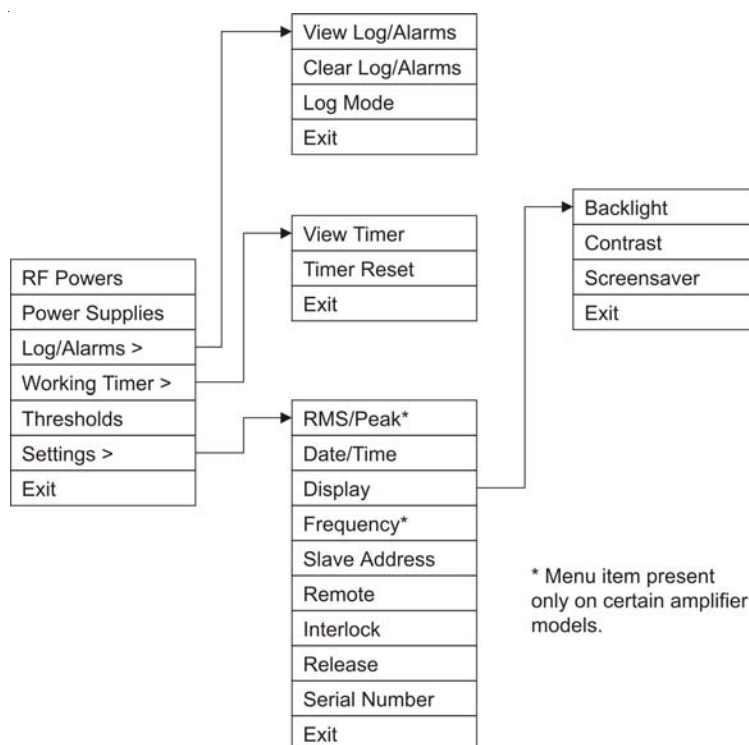 View Log/Alarms
Clear Log/Alarms
Log Mode
Exit
View Timer
Timer Reset
Exit
Backlight
Contrast
Screensaver
Exit
RF Powers
Power Supplies
Log/Alarms >
Working Timer >
Thresholds
Settings >
Exit
RMS/Peak*
Date/Time
Display
Frequency*
Slave Address
Remote
Interlock
Release
Serial Number
Exit
* Menu item present
only on certain amplifier
models.